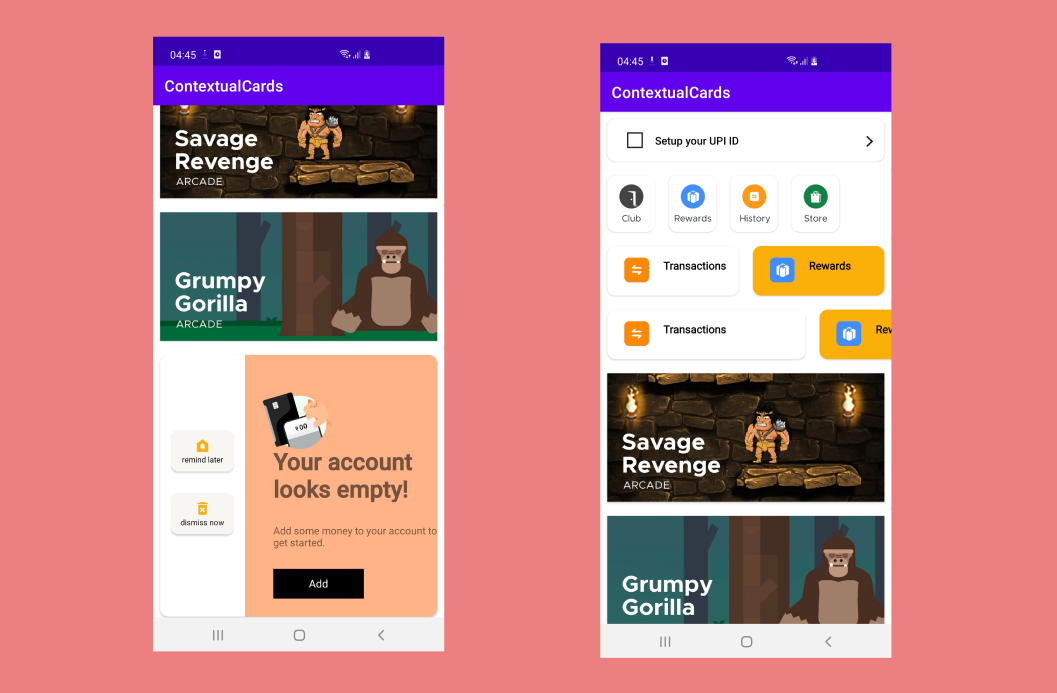 04:45
ContextualCards
Savage
Revenge
ARCADE
Grumpy
Gorilla
ARCADE
remind later
dismiss now
₹00
Your account
looks empty!
Add some money to your account to
get started.
Add
04:45
ContextualCards
Setup your UPI ID
Club
Rewards
History
Store
Transactions
Rewards
Transactions
Rew
Savage
Revenge
ARCADE
Grumpy
Gorilla